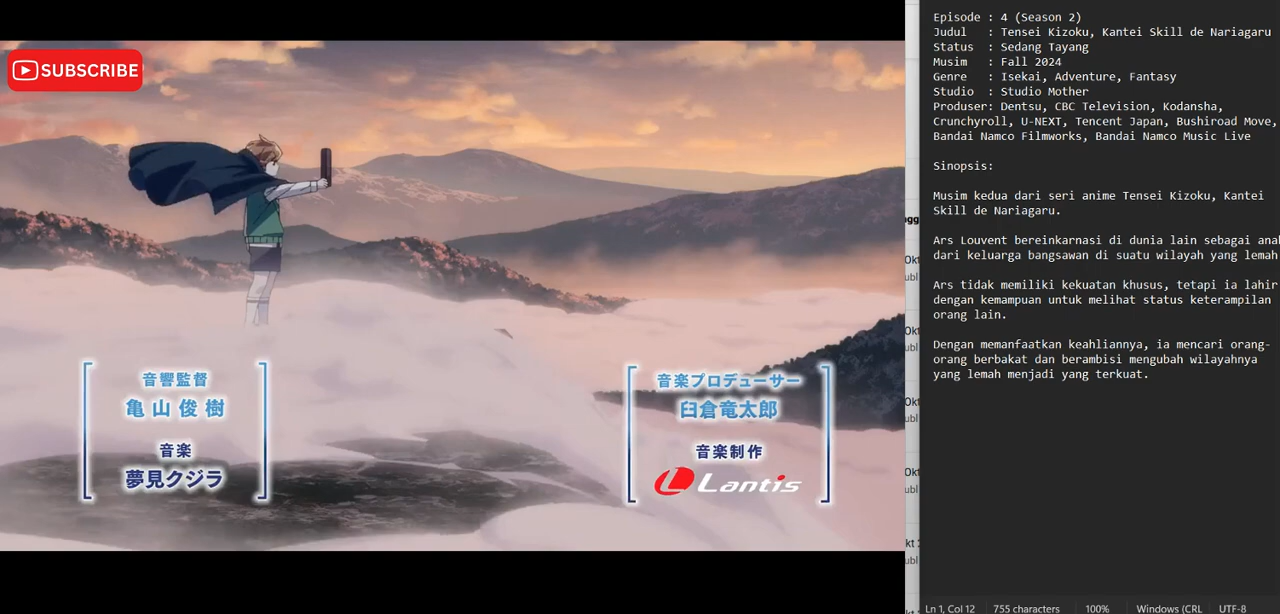 SUBSCRIBE
音響監督
亀山俊樹
音楽
夢見クジラ
音楽プロデューサー
臼倉竜太郎
音楽制作
Lantis
Episode : 4 (Season 2)
Judul : Tensei Kizoku, Kantei Skill de Nariagaru
Status : Sedang Tayang
Musim : Fall 2024
Genre : Isekai, Adventure, Fantasy
Studio : Studio Mother
Produser: Dentsu, CBC Television, Kodansha,
Crunchyroll, U-NEXT, Tencent Japan, Bushiroad Move,
Bandai Namco Filmworks, Bandai Namco Music Live
Sinopsis:
Musim kedua dari seri anime Tensei Kizoku, Kantei
Skill de Nariagaru.
Ars Louvent bereinkarnasi di dunia lain sebagai anak
dari keluarga bangsawan di suatu wilayah yang lemah
Ars tidak memiliki kekuatan khusus, tetapi ia lahir
dengan kemampuan untuk melihat status keterampilan
orang lain.
Dengan memanfaatkan keahliannya, ia mencari orang-
orang berbakat dan berambisi mengubah wilayahnya
yang lemah menjadi yang terkuat.
Ln 1, Col 12
755 characters
100%
Windows (CRL
UTF-8